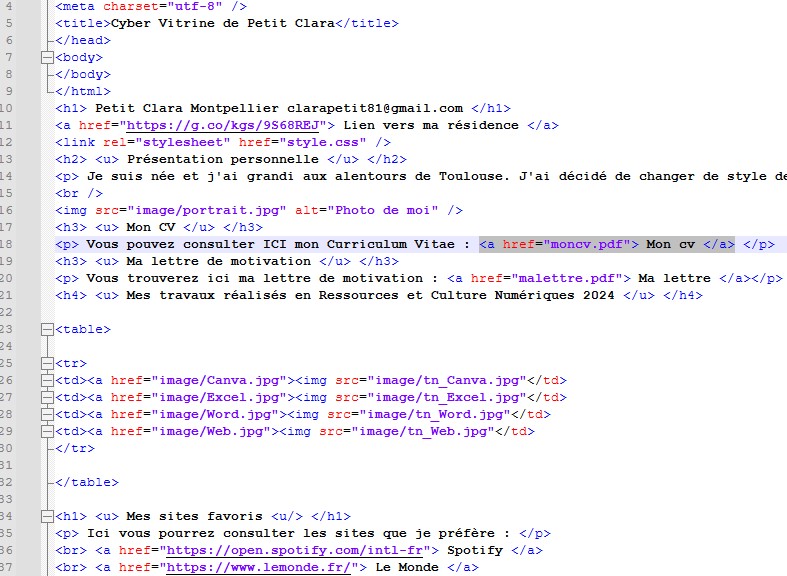 4 <meta charset="utf-8" />
5 <title>Cyber Vitrine de Petit Clara</title>
6 </head>
7 <body>
8 </body>
9 </html>
10 <h1> Petit Clara Montpellier clarapetit81@gmail.com </h1>
11 <a href="https://g.co/kgs/9S68REJ"> Lien vers ma résidence </a>
12 <link rel="stylesheet" href="style.css" />
13 <h2> <u> Présentation personnelle </u> </h2>
14 <p> Je suis née et j'ai grandi aux alentours de Toulouse. J'ai décidé de changer de style de
15 <br />
16 <img src="image/portrait.jpg" alt="Photo de moi" />
17 <h3> <u> Mon CV </u> </h3>
18 <p> Vous pouvez consulter ICI mon Curriculum Vitae : <a href="moncv.pdf"> Mon cv </a> </p>
19 <h3> <u> Ma lettre de motivation </u> </h3>
20 <p> Vous trouverez ici ma lettre de motivation : <a href="malettre.pdf"> Ma lettre </a></p>
21 <h4> <u> Mes travaux réalisés en Ressources et Culture Numériques 2024 </u> </h4>
22
23 <table>
24
25 <tr>
26 <td><a href="image/Canva.jpg"><img src="image/tn_Canva.jpg"</td>
27 <td><a href="image/Excel.jpg"><img src="image/tn_Excel.jpg"</td>
28 <td><a href="image/Word.jpg"><img src="image/tn_Word.jpg"</td>
29 <td><a href="image/Web.jpg"><img src="image/tn_Web.jpg"</td>
30 </tr>
31
32 </table>
33
34 <h1> <u> Mes sites favoris <u/> </h1>
35 <p> Ici vous pourrez consulter les sites que je préfère : </p>
36 <br> <a href="https://open.spotify.com/intl-fr"> Spotify </a>
37 <br> <a href="https://www.lemonde.fr/"> Le Monde </a>